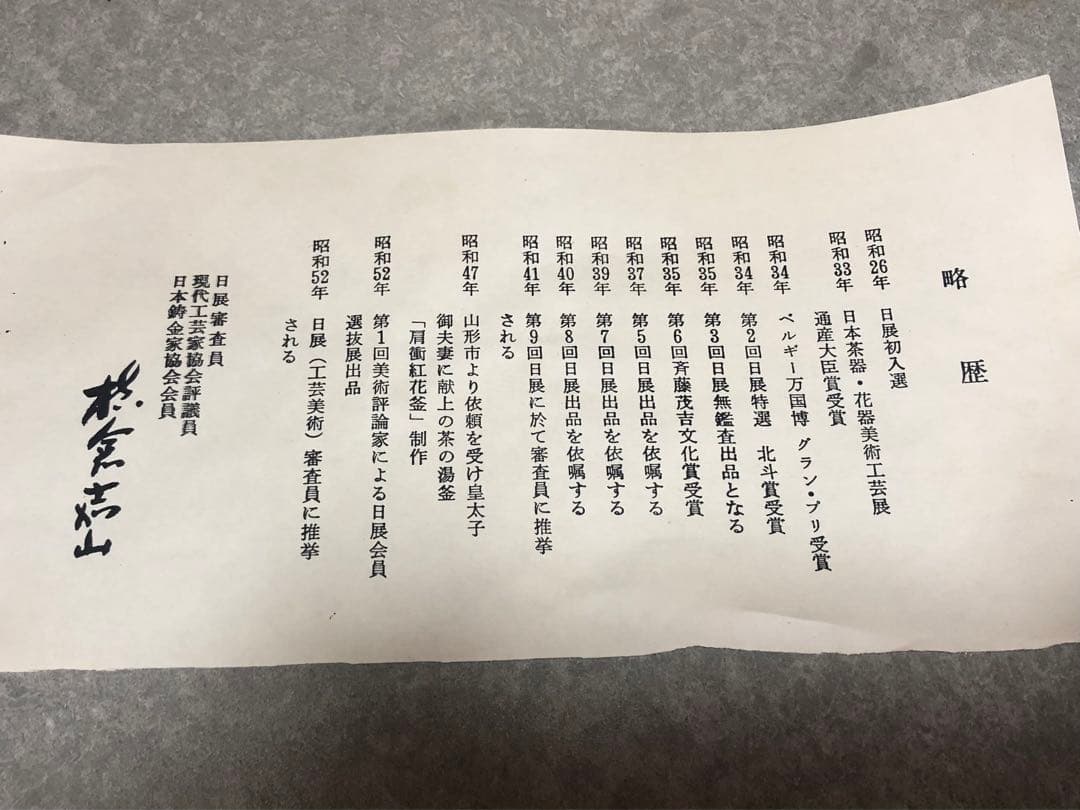 略歴
昭和26年 日展初入選
昭和33年 日本茶器・花器美術工芸展
通産大臣賞受賞
昭和34年 ベルギー万国博 グラン・プリ受賞
昭和34年 第2回日展特選 北斗賞受賞
昭和35年 第3回日展無鑑査出品となる
昭和35年 第6回斉藤茂吉文化賞受賞
昭和37年 第5回日展出品を依嘱する
昭和39年 第7回日展出品を依嘱する
昭和40年 第8回日展出品を依嘱する
昭和41年 第9回日展に於て審査員に推挙
される
昭和47年 山形市より依頼を受け皇太子
御夫妻に献上の茶の湯釜
「肩衝紅花釜」制作
昭和52年 第1回美術評論家による日展会員
選抜展出品
昭和52年 日展（工芸美術）審査員に推挙
される
日展審査員
現代工芸家協会評議員
日本鋳金家協会会員